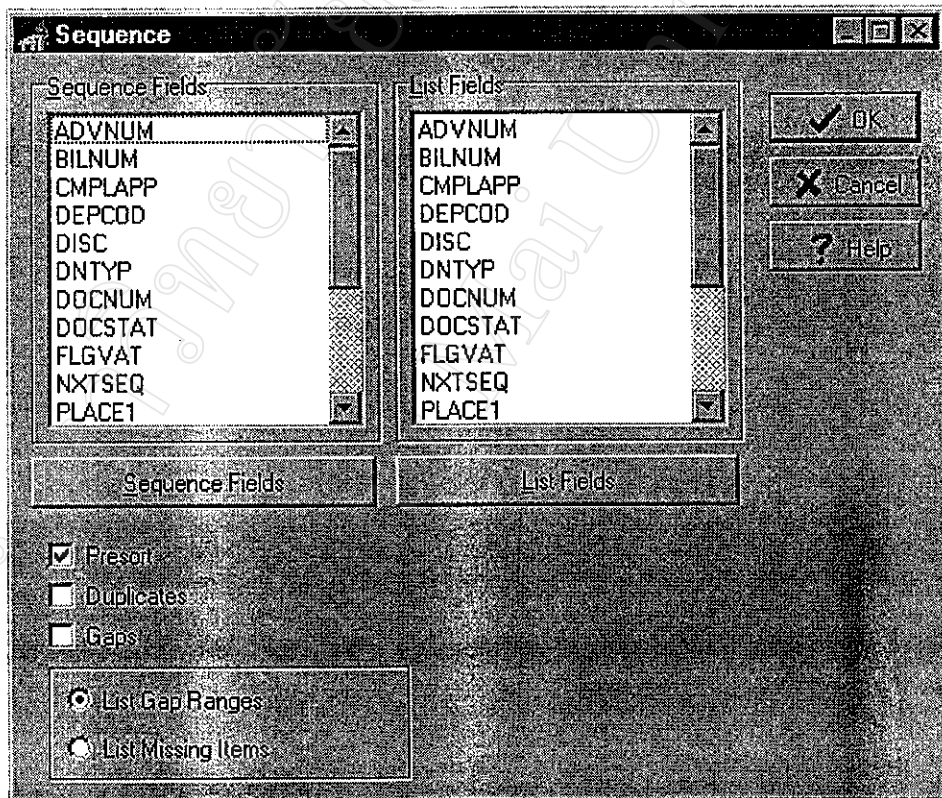 Sequence
Sequence Fields
ADVNUM
BILNUM
CMPLAPP
DEPCOD
DISC
DNTYP
DOCNUM
DOCSTAT
FLGVAT
NXTSEQ
PLACE1
List Fields
ADVNUM
BILNUM
CMPLAPP
DEPCOD
DISC
DNTYP
DOCNUM
DOCSTAT
FLGVAT
NXTSEQ
PLACE1
OK
Cancel
? Help
Sequence Fields
List Fields
Presort
Duplicates
Gaps
List Gap Ranges
List Missing Items